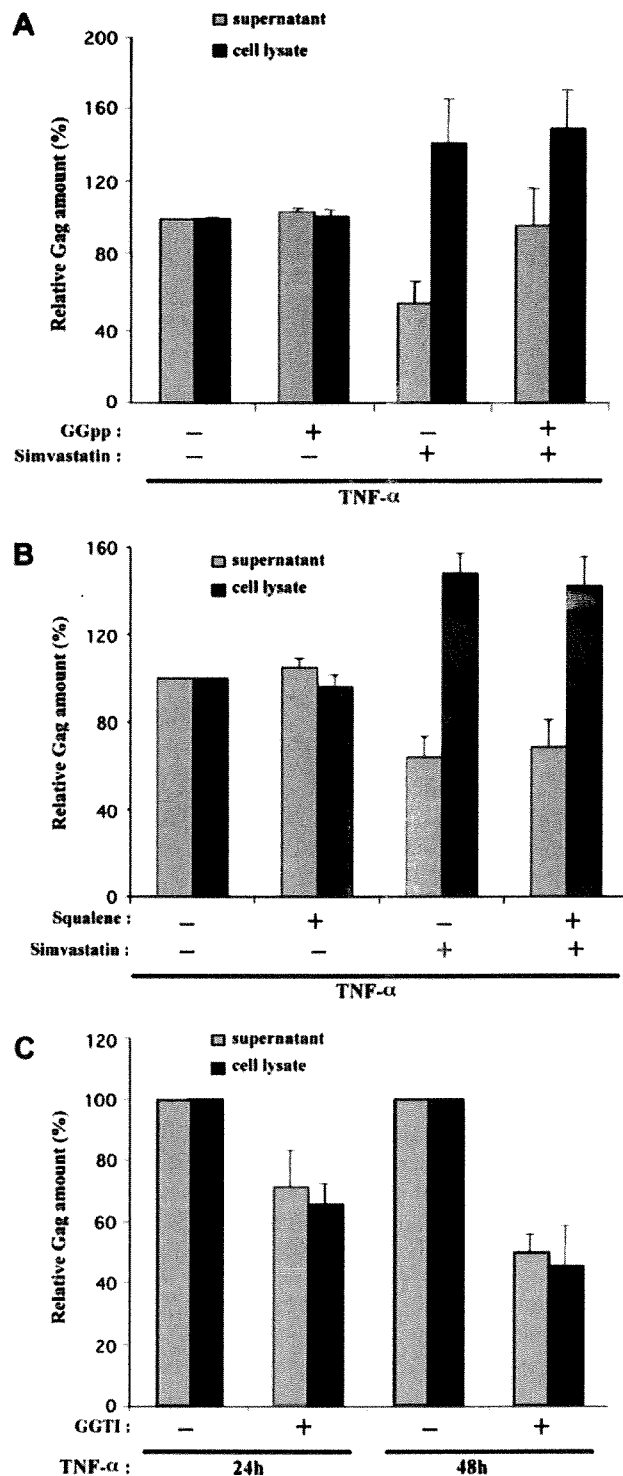 A
supernatant
cell lysate
Relative Gag amount (%)
200
160
120
80
40
0
GGpp : – + – +
Simvastatin : – – + +
TNF-α
B
supernatant
cell lysate
Relative Gag amount (%)
160
120
80
40
0
Squalene : – + – +
Simvastatin : – – + +
TNF-α
C
supernatant
cell lysate
Relative Gag amount (%)
120
100
80
60
40
20
0
GGTI : – + – +
TNF-α : 24h 48h